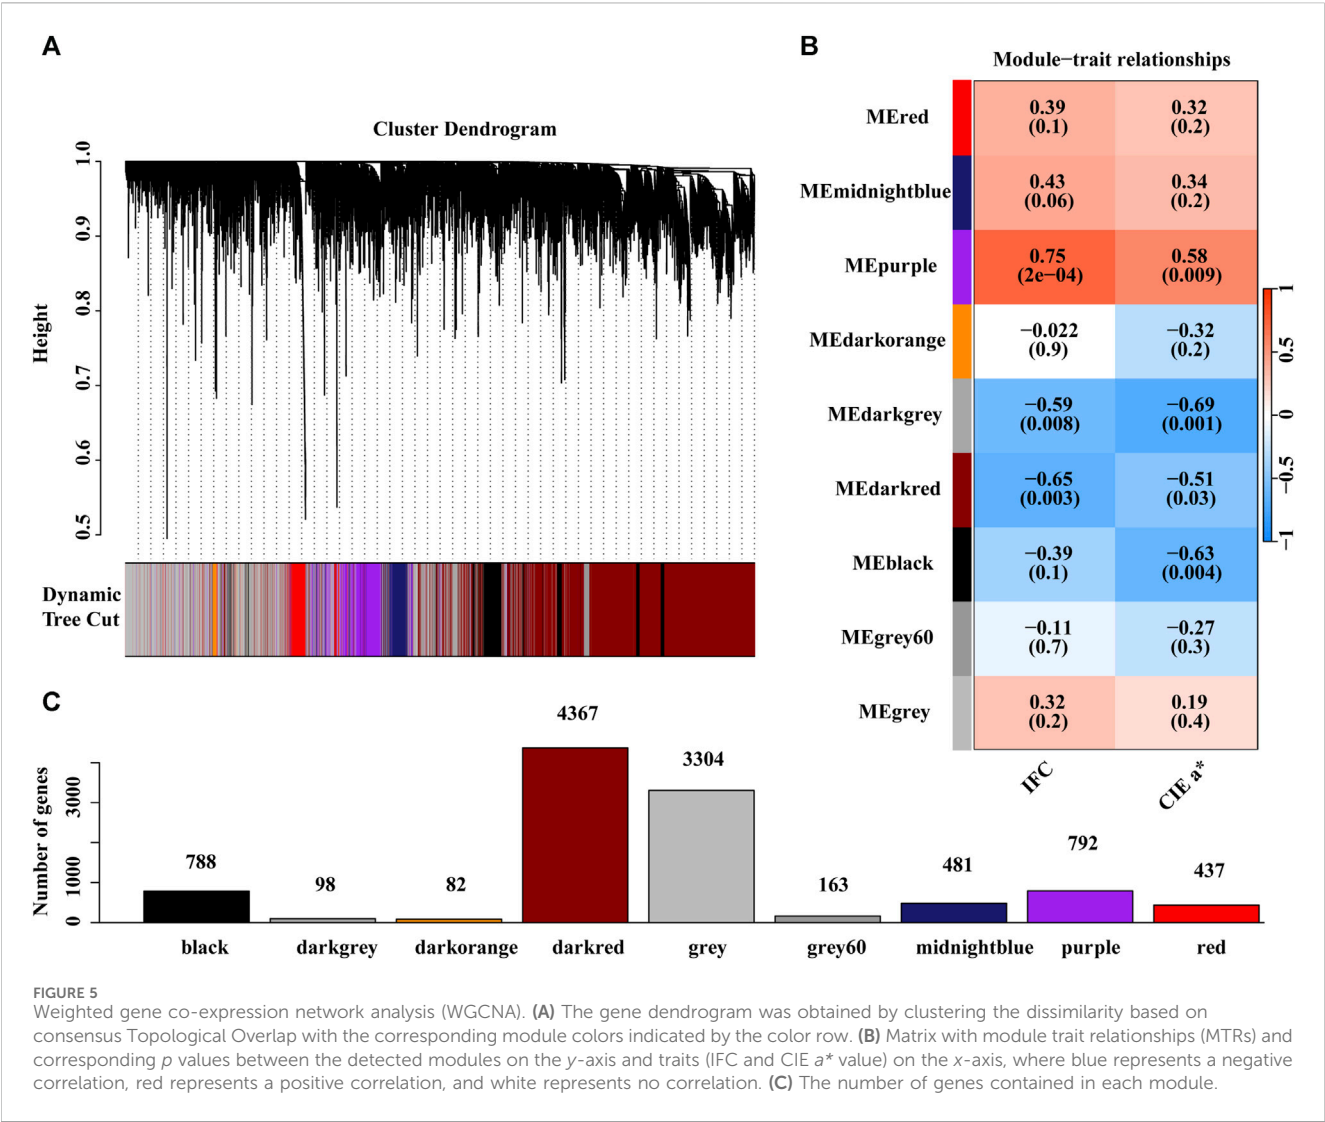 A
Cluster Dendrogram
Height
1.0
0.9
0.8
0.7
0.6
0.5
Dynamic
Tree Cut
B
Module−trait relationships
MEred
0.39
(0.1)
0.32
(0.2)
MEmidnightblue
0.43
(0.06)
0.34
(0.2)
MEpurple
0.75
(2e−04)
0.58
(0.009)
MEdarkorange
−0.022
(0.9)
−0.32
(0.2)
MEdarkgrey
−0.59
(0.008)
−0.69
(0.001)
MEdarkred
−0.65
(0.003)
−0.51
(0.03)
MEblack
−0.39
(0.1)
−0.63
(0.004)
MEgrey60
−0.11
(0.7)
−0.27
(0.3)
MEgrey
0.32
(0.2)
0.19
(0.4)
IFC
CIE a*
1
0.5
0
−0.5
−1
C
Number of genes
3000
1000
0
788
98
82
4367
3304
163
481
792
437
black
darkgrey
darkorange
darkred
grey
grey60
midnightblue
purple
red
FIGURE 5
Weighted gene co-expression network analysis (WGCNA). (A) The gene dendrogram was obtained by clustering the dissimilarity based on
consensus Topological Overlap with the corresponding module colors indicated by the color row. (B) Matrix with module trait relationships (MTRs) and
corresponding p values between the detected modules on the y-axis and traits (IFC and CIE a* value) on the x-axis, where blue represents a negative
correlation, red represents a positive correlation, and white represents no correlation. (C) The number of genes contained in each module.